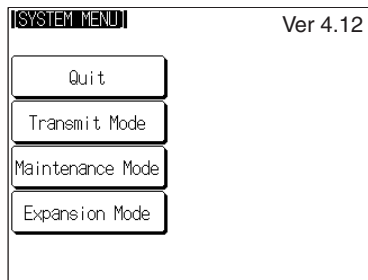 [SYSTEM MENU]
Ver 4.12
Quit
Transmit Mode
Maintenance Mode
Expansion Mode